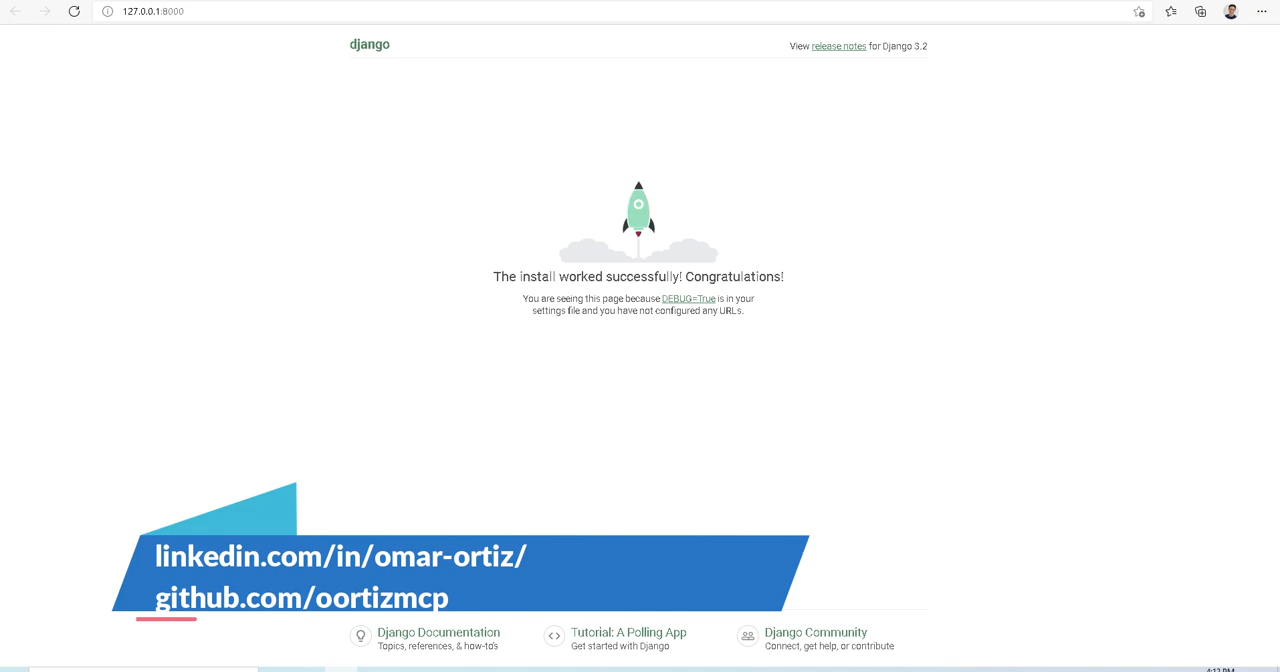 127.0.0.1:8000
django
View release notes for Django 3.2
The install worked successfully! Congratulations!
You are seeing this page because DEBUG=True is in your
settings file and you have not configured any URLs.
linkedin.com/in/omar-ortiz/
github.com/oortizmcp
Django Documentation
Topics, references, & how-to's
Tutorial: A Polling App
Get started with Django
Django Community
Connect, get help, or contribute